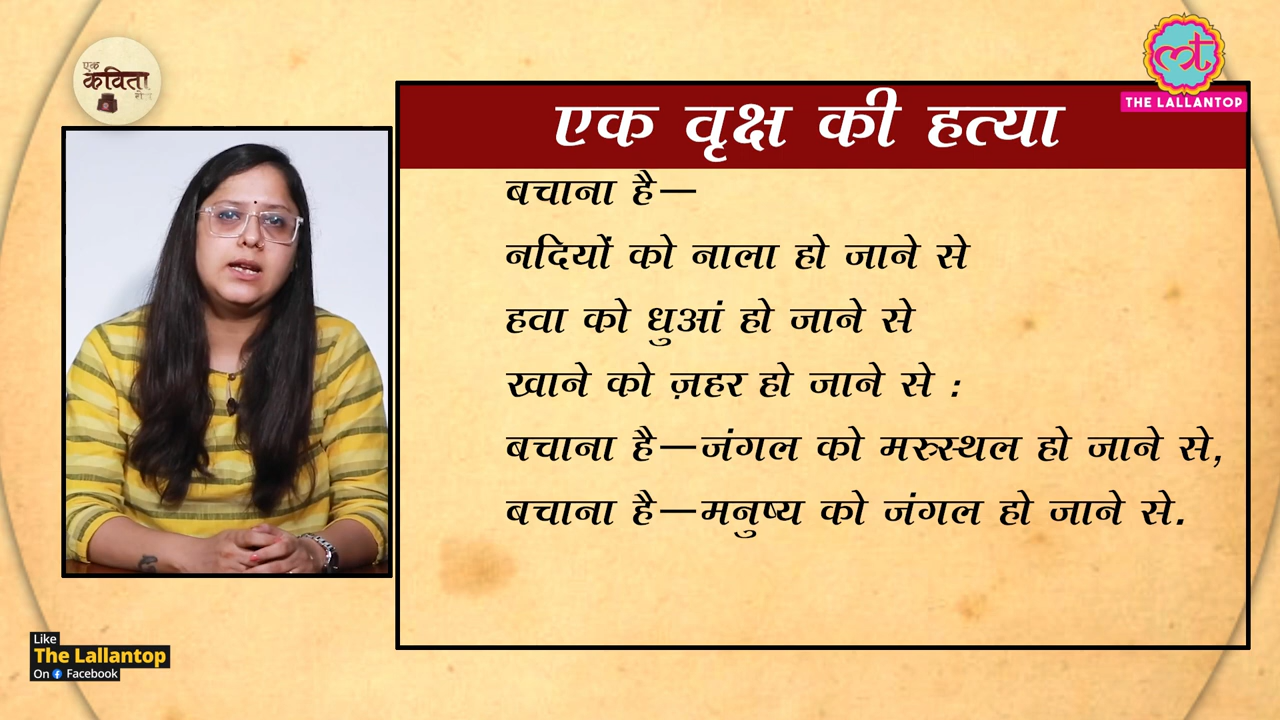 एक
कविता
रोज़
THE LALLANTOP
एक वृक्ष की हत्या
बचाना है—
नदियों को नाला हो जाने से
हवा को धुआं हो जाने से
खाने को ज़हर हो जाने से :
बचाना है—जंगल को मरुस्थल हो जाने से,
बचाना है—मनुष्य को जंगल हो जाने से.
Like
The Lallantop
On Facebook